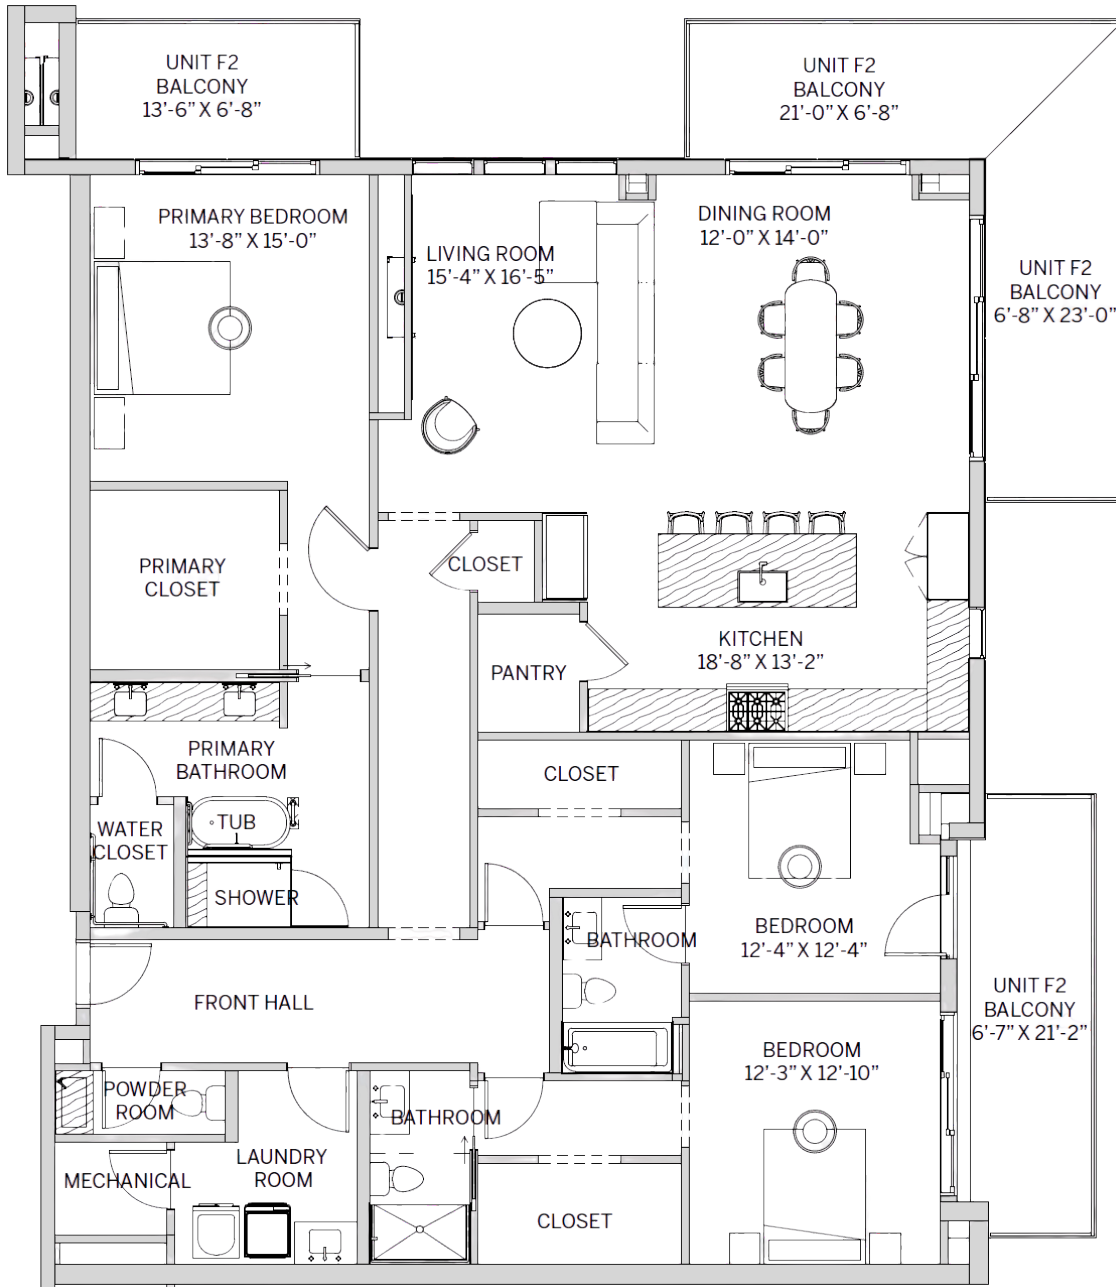 UNIT F2
BALCONY
13'-6” X 6'-8”
UNIT F2
BALCONY
21'-0” X 6'-8”
PRIMARY BEDROOM
13'-8” X 15'-0”
LIVING ROOM
15'-4” X 16'-5”
DINING ROOM
12'-0” X 14'-0”
UNIT F2
BALCONY
6'-8” X 23'-0”
PRIMARY
CLOSET
CLOSET
KITCHEN
18'-8” X 13'-2”
PANTRY
PRIMARY
BATHROOM
CLOSET
TUB
WATER
CLOSET
SHOWER
BATHROOM
BEDROOM
12'-4” X 12'-4”
FRONT HALL
UNIT F2
BALCONY
6'-7” X 21'-2”
BEDROOM
12'-3” X 12'-10”
POWDER
ROOM
BATHROOM
LAUNDRY
ROOM
MECHANICAL
CLOSET